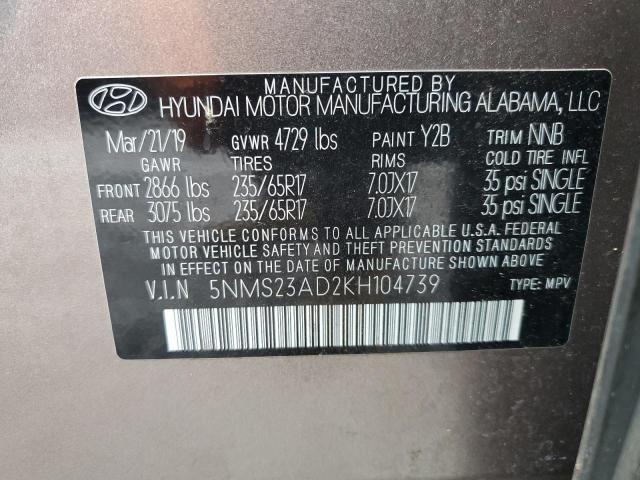 MANUFACTURED BY
HYUNDAI MOTOR MANUFACTURING ALABAMA, LLC
Mar/21/19 GVWR 4729 lbs PAINT Y2B TRIM NNB
GAWR TIRES RIMS COLD TIRE INFL
FRONT 2866 lbs 235/65R17 7.0JX17 35 psi SINGLE
REAR 3075 lbs 235/65R17 7.0JX17 35 psi SINGLE
THIS VEHICLE CONFORMS TO ALL APPLICABLE U.S.A. FEDERAL
MOTOR VEHICLE SAFETY AND THEFT PREVENTION STANDARDS
IN EFFECT ON THE DATE OF MANUFACTURE SHOWN ABOVE.
V.I.N 5NMS23AD2KH104739 TYPE: MPV